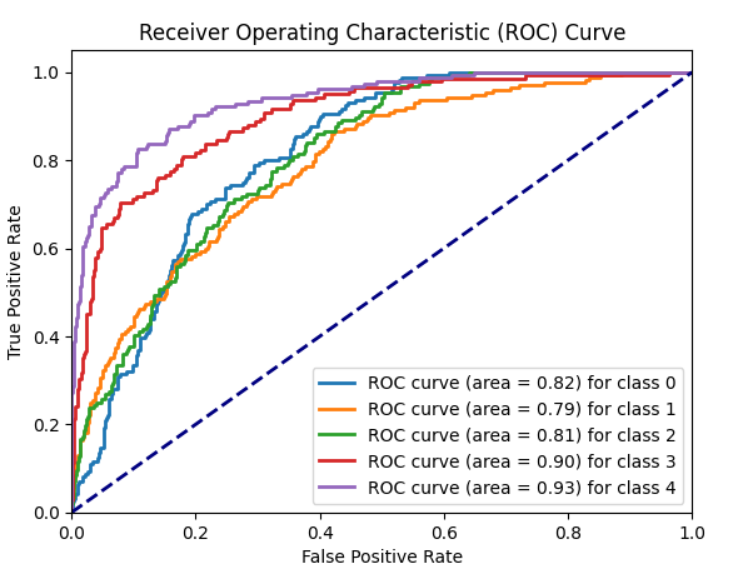 Receiver Operating Characteristic (ROC) Curve
True Positive Rate
1.0
0.8
0.6
0.4
0.2
0.0
ROC curve (area = 0.82) for class 0
ROC curve (area = 0.79) for class 1
ROC curve (area = 0.81) for class 2
ROC curve (area = 0.90) for class 3
ROC curve (area = 0.93) for class 4
0.0 0.2 0.4 0.6 0.8 1.0
False Positive Rate